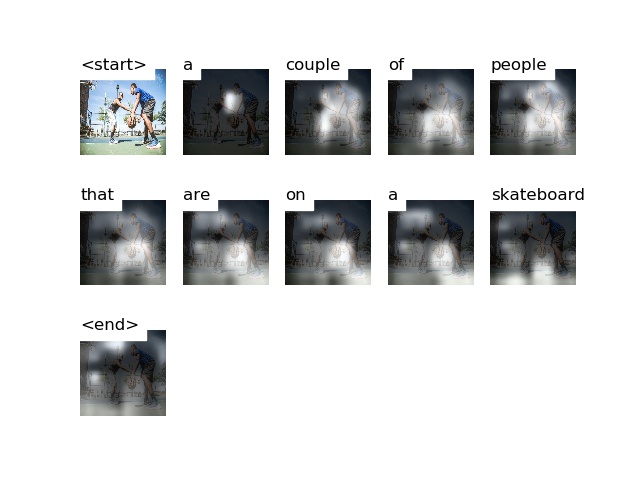 <start> a couple of people
that are on a skateboard
<end>